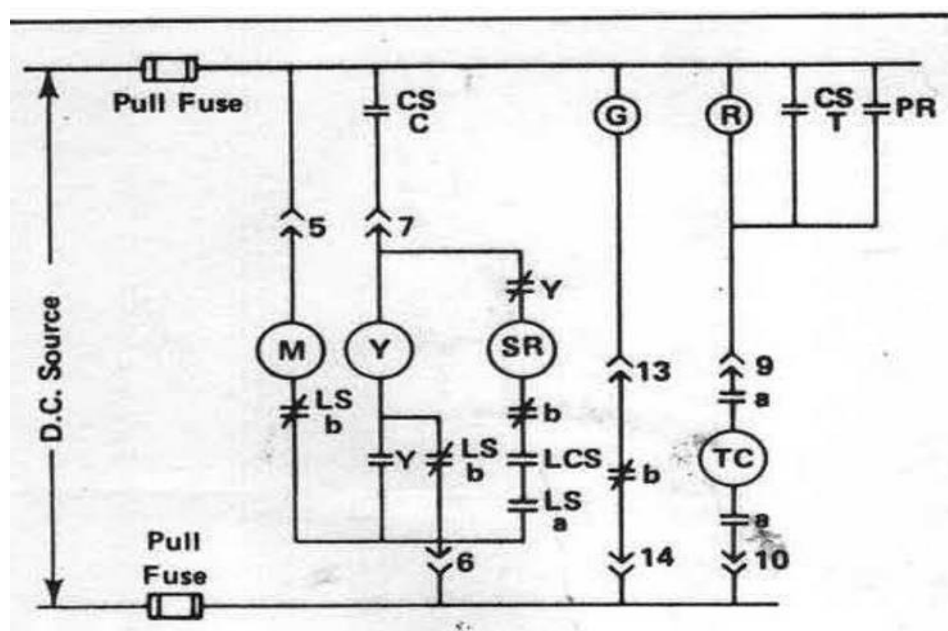 Pull Fuse
CS
C
G
R
CS
T
PR
5
7
Y
D.C. Source
M
Y
SR
13
9
LS
b
b
a
Y
LS
b
LCS
b
TC
LS
a
a
Pull
Fuse
6
14
10